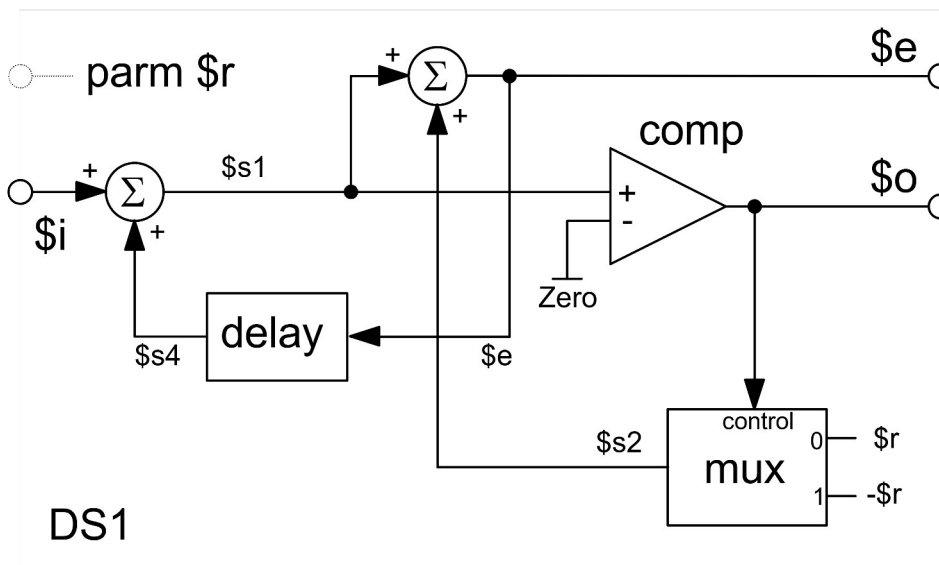 parm $r
+
Σ
+
$e
comp
+
Σ
+
$s1
$i
+
-
Zero
$o
delay
$s4
$e
control
0
$r
$s2
mux
1
-$r
DS1